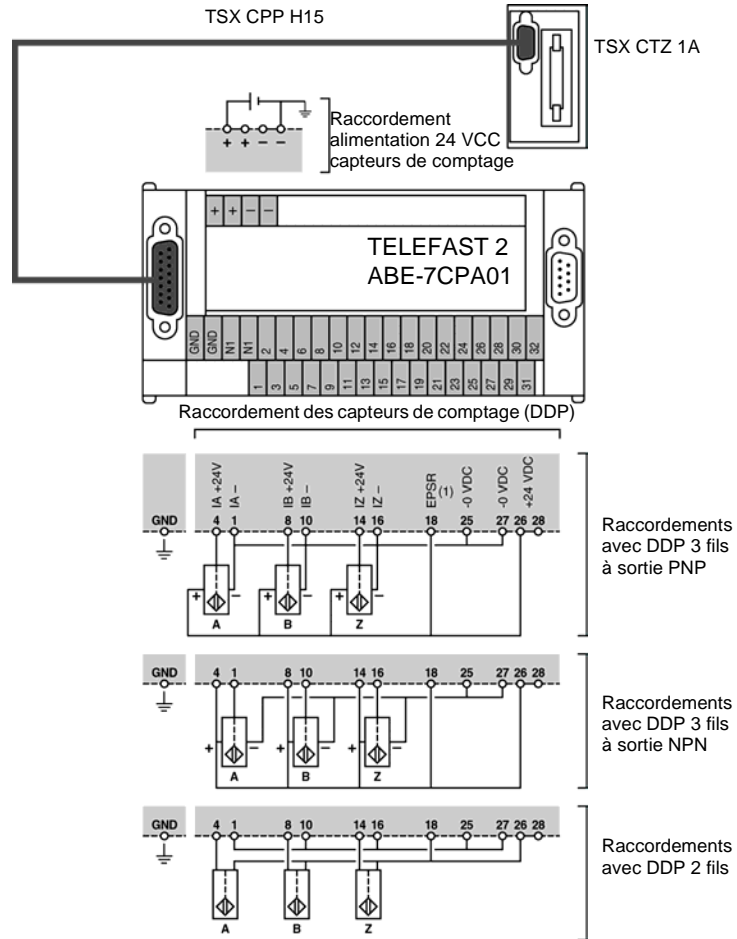 TSX CPP H15
TSX CTZ 1A
Raccordement
alimentation 24 VCC
capteurs de comptage
+ + − −
+ + − −
TELEFAST 2
ABE-7CPA01
GND GND N1 N1 2 4 6 8 10 12 14 16 18 20 22 24 26 28 30 32
1 3 5 7 9 11 13 15 17 19 21 23 25 27 29 31
Raccordement des capteurs de comptage (DDP)
IA +24V IA − IB +24V IB − IZ +24V IZ − EPSR (1) -0 VDC -0 VDC +24 VDC
GND 4 1 8 10 14 16 18 25 27 26 28
+ − + − + −
A B Z
Raccordements
avec DDP 3 fils
à sortie PNP
GND 4 1 8 10 14 16 18 25 27 26 28
+ − + − + −
A B Z
Raccordements
avec DDP 3 fils
à sortie NPN
GND 4 1 8 10 14 16 18 25 27 26 28
A B Z
Raccordements
avec DDP 2 fils